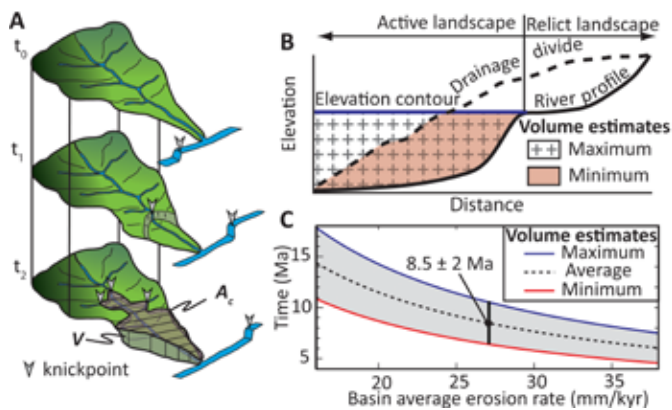 A
t0
t1
t2
V
Ac
knickpoint
B
Active landscape
Relict landscape
Drainage divide
Elevation contour
River profile
Volume estimates
Maximum
Minimum
Elevation
Distance
C
Volume estimates
Maximum
Average
Minimum
8.5 ± 2 Ma
Time (Ma)
15
10
5
20
25
30
35
Basin average erosion rate (mm/kyr)